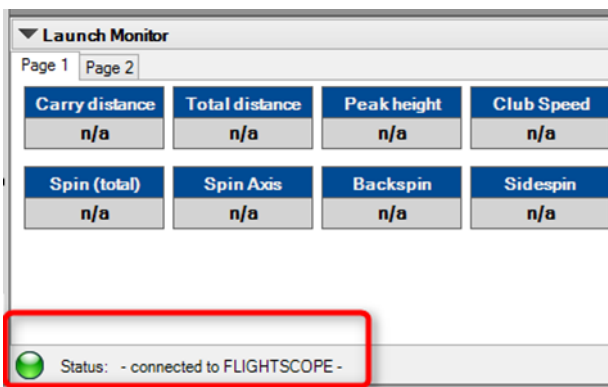 Launch Monitor
Page 1 Page 2
Carry distance Total distance Peak height Club Speed
n/a n/a n/a n/a
Spin (total) Spin Axis Backspin Sidespin
n/a n/a n/a n/a
Status: - connected to FLIGHTSCOPE -